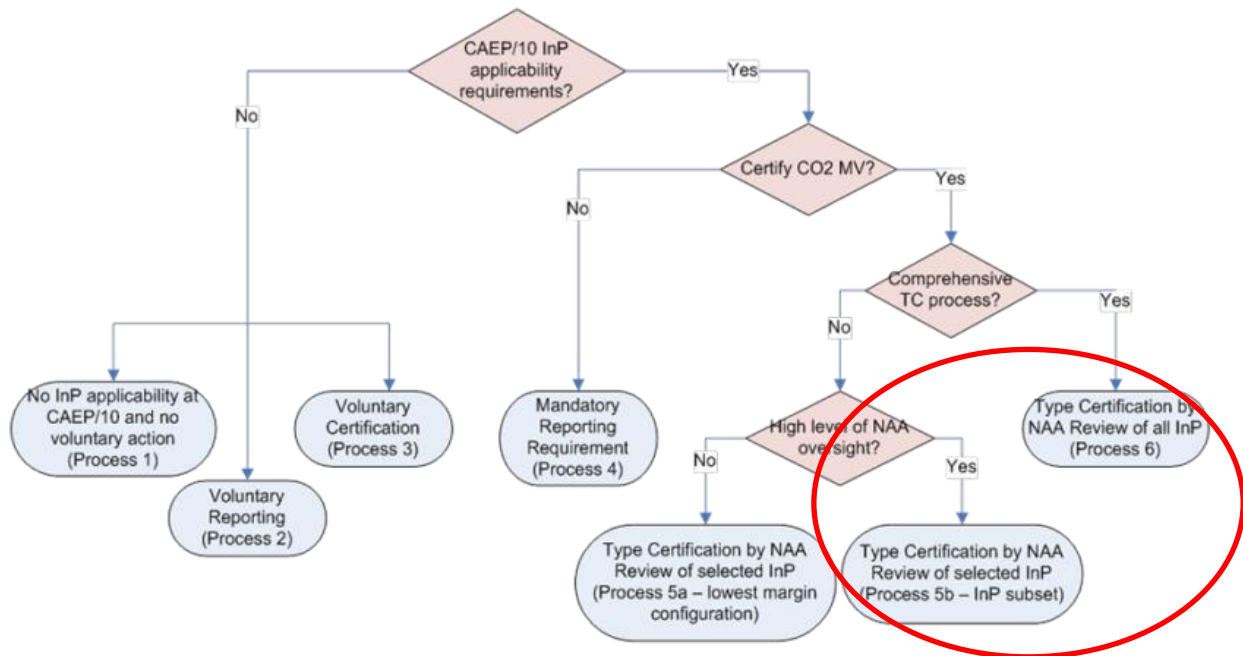 CAEP/10 InP
applicability
requirements?
Yes
No
Certify CO2 MV?
No
Yes
Comprehensive
TC process?
No
Yes
No InP applicability at
CAEP/10 and no
voluntary action
(Process 1)
Voluntary
Reporting
(Process 2)
Voluntary
Certification
(Process 3)
Mandatory
Reporting
Requirement
(Process 4)
High level of NAA
oversight?
No
Yes
Type Certification by
NAA Review of all InP
(Process 6)
Type Certification by NAA
Review of selected InP
(Process 5a – lowest margin
configuration)
Type Certification by NAA
Review of selected InP
(Process 5b – InP subset)